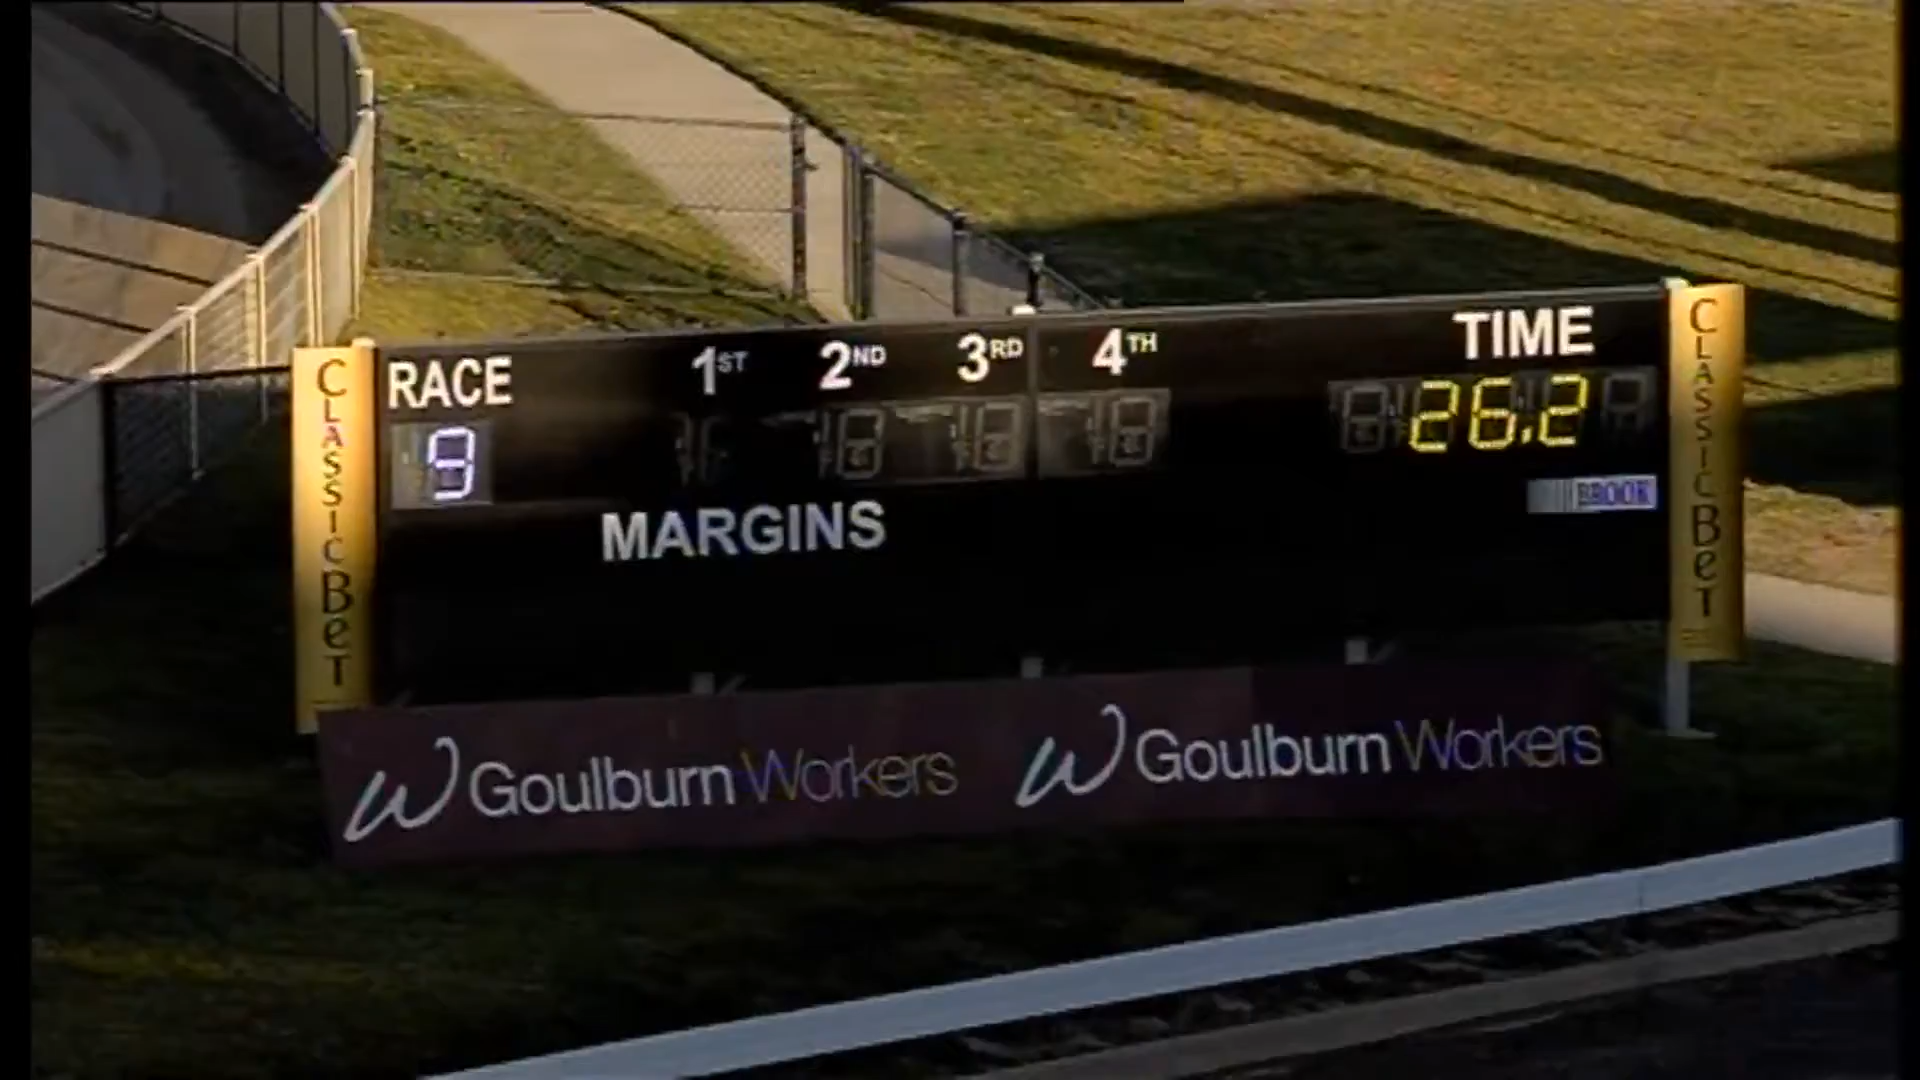 RACE 1ST 2ND 3RD 4TH TIME
9 26.2
BROOK
MARGINS
CLASSICBeT
CLASSICBeT
W Goulburn Workers W Goulburn Workers